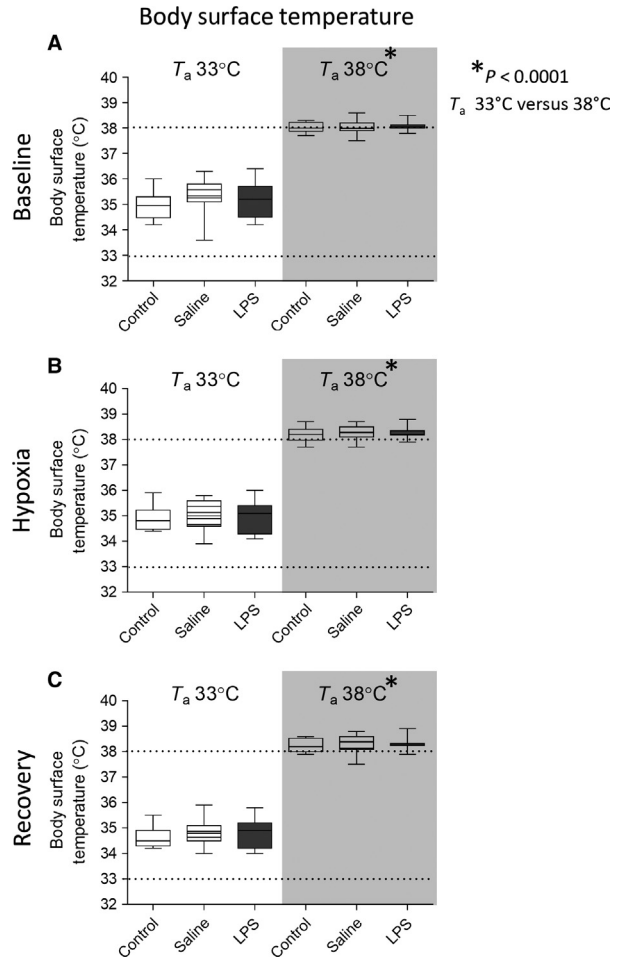 Body surface temperature
A
Tₐ 33°C
Tₐ 38°C*
*P < 0.0001
Tₐ 33°C versus 38°C
Baseline
Body surface
temperature (°C)
40
39
38
37
36
35
34
33
32
Control
Saline
LPS
Control
Saline
LPS
B
Tₐ 33°C
Tₐ 38°C*
Hypoxia
Body surface
temperature (°C)
40
39
38
37
36
35
34
33
32
Control
Saline
LPS
Control
Saline
LPS
C
Tₐ 33°C
Tₐ 38°C*
Recovery
Body surface
temperature (°C)
40
39
38
37
36
35
34
33
32
Control
Saline
LPS
Control
Saline
LPS